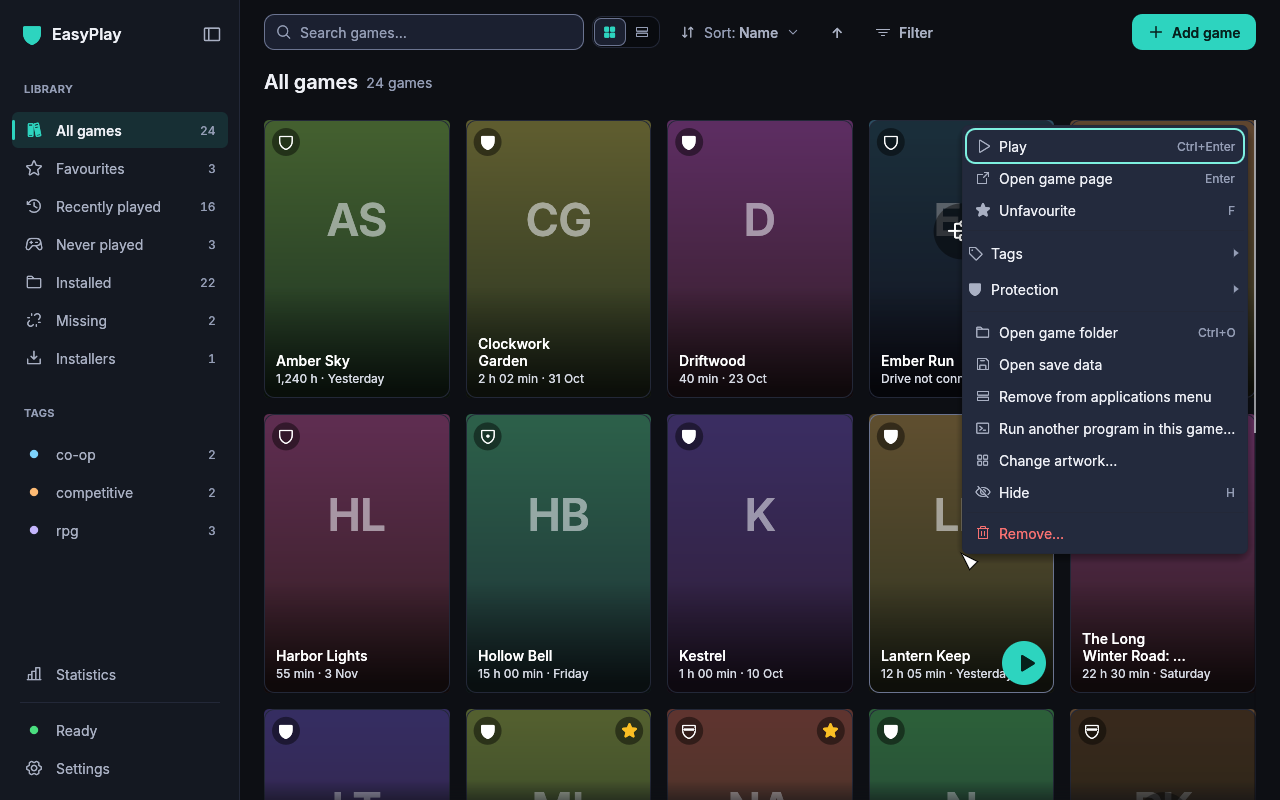 EasyPlay
Search games...
Sort: Name
Filter
Add game
LIBRARY
All games 24
Favourites 3
Recently played 16
Never played 3
Installed 22
Missing 2
Installers 1
TAGS
co-op 2
competitive 2
rpg 3
Statistics
Ready
Settings
All games 24 games
AS
Amber Sky
1,240 h · Yesterday
CG
Clockwork
Garden
2 h 02 min · 31 Oct
D
Driftwood
40 min · 23 Oct
Ember Run
Drive not conn
Play Ctrl+Enter
Open game page Enter
Unfavourite F
Tags
Protection
Open game folder Ctrl+O
Open save data
Remove from applications menu
Run another program in this game...
Change artwork...
Hide H
Remove...
HL
Harbor Lights
55 min · 3 Nov
HB
Hollow Bell
15 h 00 min · Friday
K
Kestrel
1 h 00 min · 10 Oct
L
Lantern Keep
12 h 05 min · Yesterday
The Long
Winter Road: ...
22 h 30 min · Saturday
LT
ML
NA
N